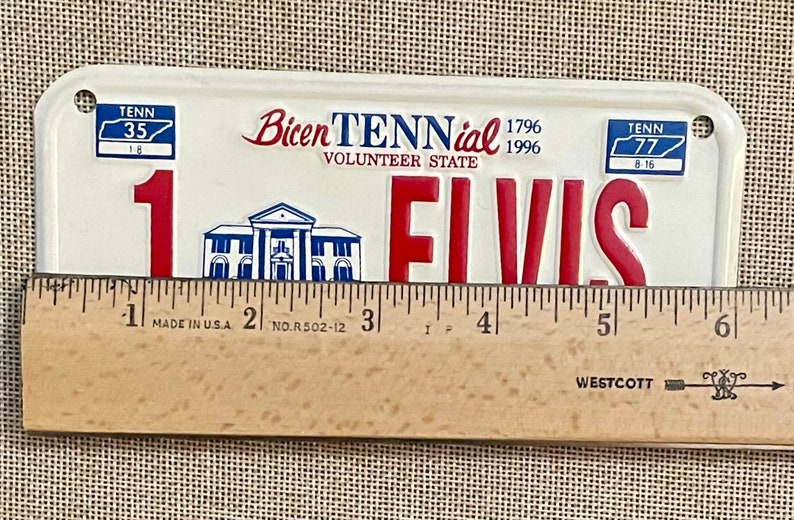 TENN
35
1-8
BicenTENNial 1796 1996
VOLUNTEER STATE
TENN
77
8-16
1 ELVIS
1 2 3 4 5 6
MADE IN U.S.A. NO. R502-12 I P
WESTCOTT